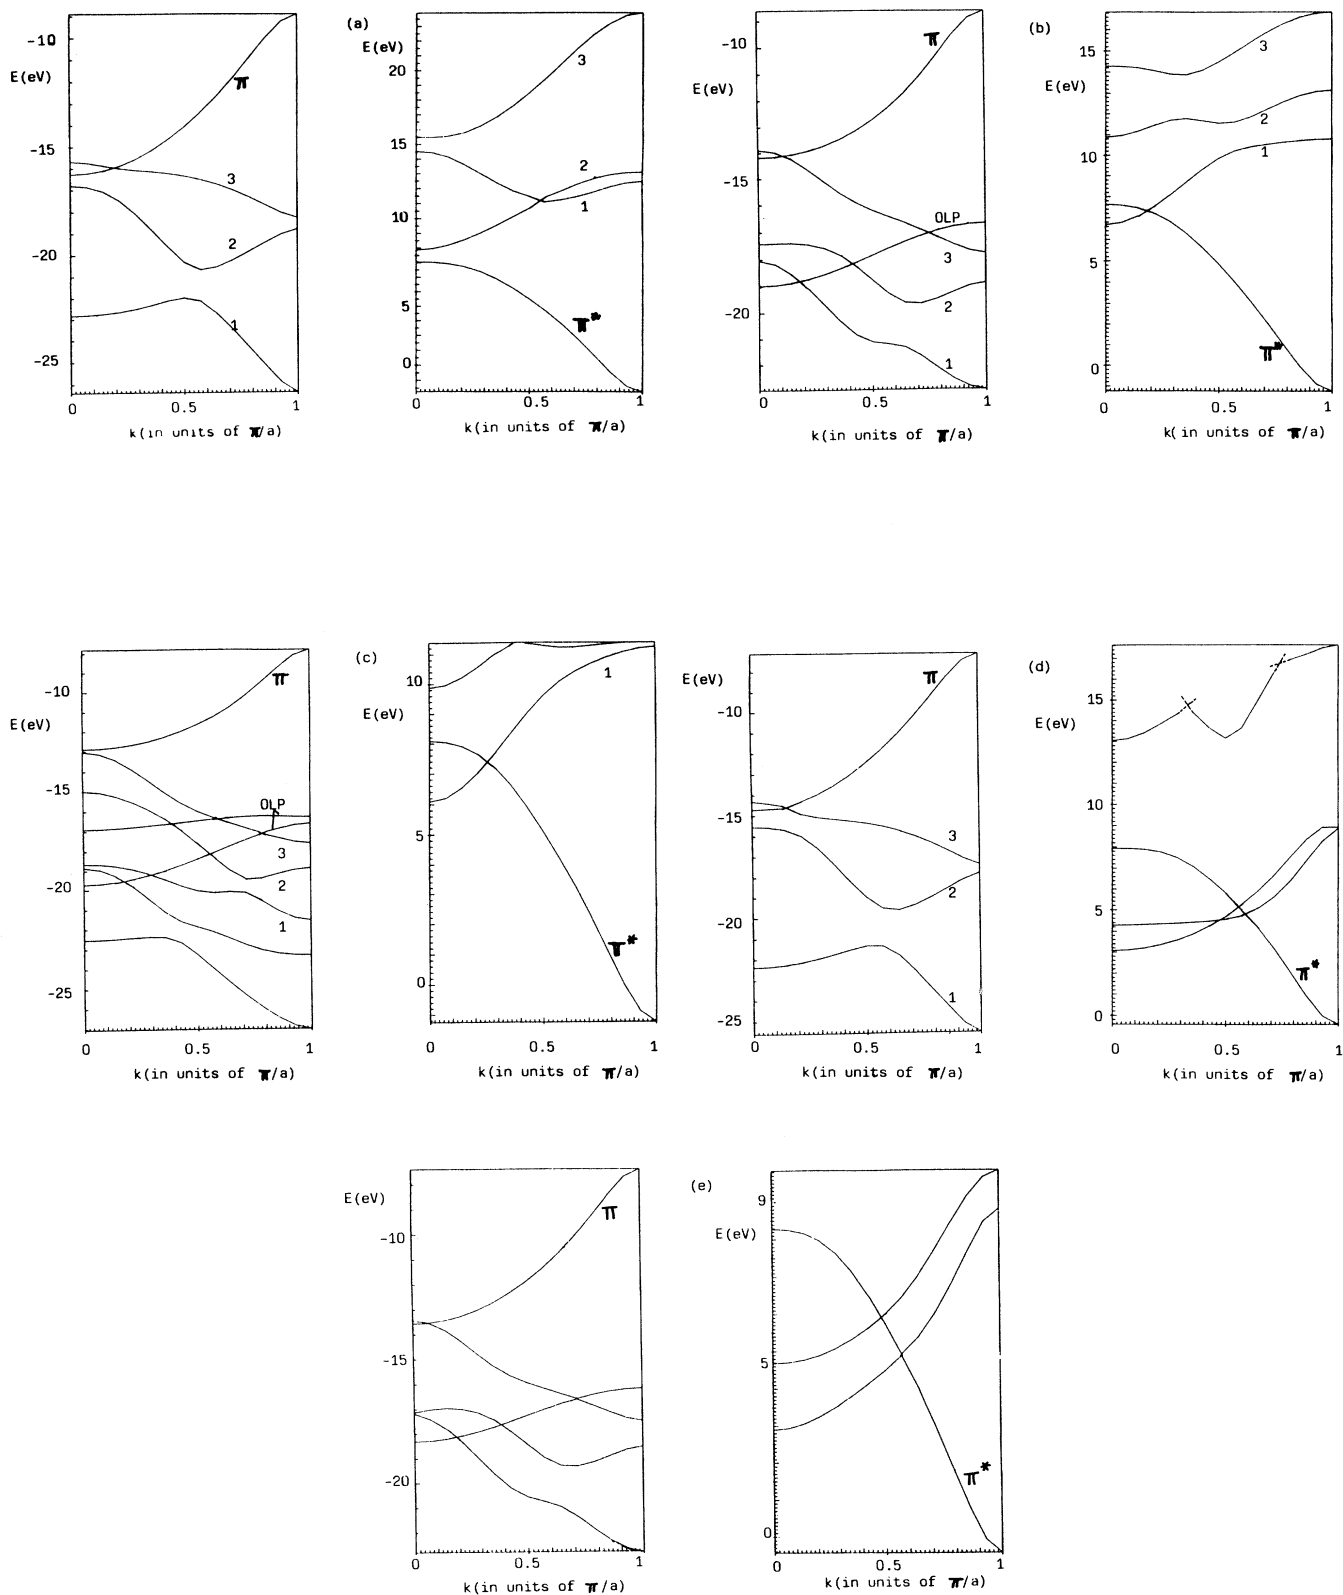 (a)
-10
E(eV)
-15
-20
-25
π
3
2
1
0 0.5 1
k(in units of π/a)
E(eV)
20
15
10
5
0
3
2
1
π*
0 0.5 1
k(in units of π/a)
(b)
-10
E(eV)
-15
-20
π
OLP
3
2
1
0 0.5 1
k(in units of π/a)
15
E(eV)
10
5
0
3
2
1
π*
0 0.5 1
k( in units of π/a)
(c)
-10
E(eV)
-15
-20
-25
π
OLP
3
2
1
0 0.5 1
k(in units of π/a)
10
E(eV)
5
0
1
π*
0 0.5 1
k(in units of π/a)
(d)
E(eV)
-10
-15
-20
-25
π
3
2
1
0 0.5 1
k(in units of π/a)
15
E(eV)
10
5
0
π*
0 0.5 1
k(in units of π/a)
(e)
E(eV)
-10
-15
-20
π
0 0.5 1
k(in units of π/a)
9
E(eV)
5
0
π*
0 0.5 1
k(in units of π/a)